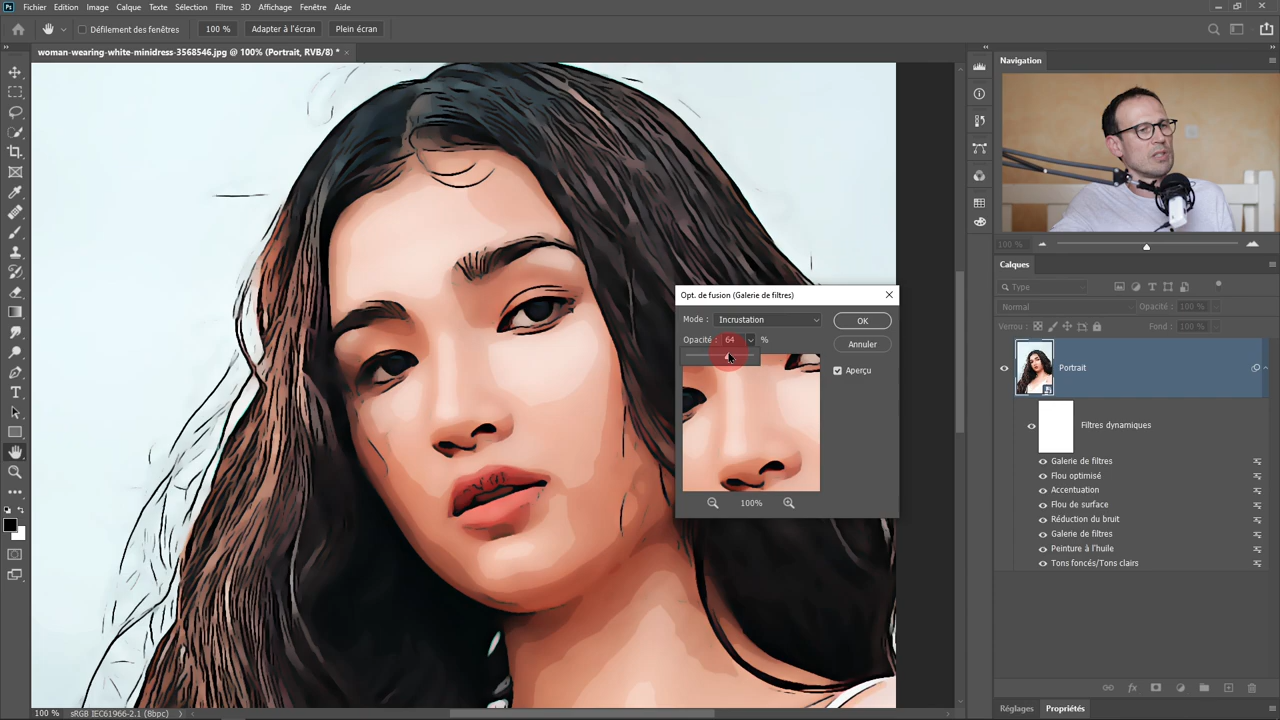 Ps Fichier Edition Image Calque Texte Sélection Filtre 3D Affichage Fenêtre Aide
Défilement des fenêtres 100 % Adapter à l'écran Plein écran
woman-wearing-white-minidress-3568546.jpg @ 100% (Portrait, RVB/8) *
Navigation
100 %
Calques
Type
Normal Opacité : 100 %
Verrou : Fond : 100 %
Portrait
Filtres dynamiques
Galerie de filtres
Flou optimisé
Accentuation
Flou de surface
Réduction du bruit
Galerie de filtres
Peinture à l'huile
Tons foncés/Tons clairs
Réglages Propriétés
Opt. de fusion (Galerie de filtres)
Mode : Incrustation OK
Opacité : 64 % Annuler
Aperçu
100%
100 % sRGB IEC61966-2.1 (8bpc)